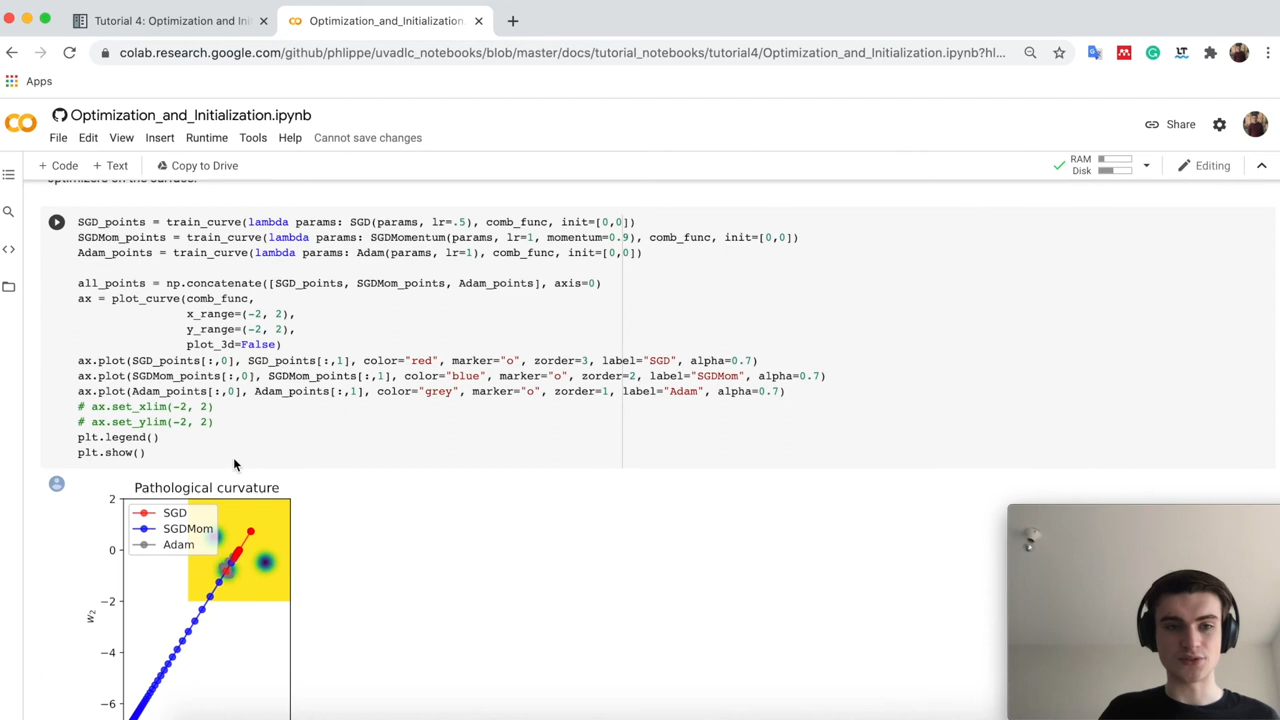 Tutorial 4: Optimization and Ini
Optimization_and_Initialization.
colab.research.google.com/github/phlippe/uvadlc_notebooks/blob/master/docs/tutorial_notebooks/tutorial4/Optimization_and_Initialization.ipynb?hl...
Apps
Optimization_and_Initialization.ipynb
Share
File Edit View Insert Runtime Tools Help Cannot save changes
+ Code + Text Copy to Drive
RAM
Disk
Editing
optimizers on the surface.
SGD_points = train_curve(lambda params: SGD(params, lr=.5), comb_func, init=[0,0])
SGDMom_points = train_curve(lambda params: SGDMomentum(params, lr=1, momentum=0.9), comb_func, init=[0,0])
Adam_points = train_curve(lambda params: Adam(params, lr=1), comb_func, init=[0,0])
all_points = np.concatenate([SGD_points, SGDMom_points, Adam_points], axis=0)
ax = plot_curve(comb_func,
x_range=(-2, 2),
y_range=(-2, 2),
plot_3d=False)
ax.plot(SGD_points[:,0], SGD_points[:,1], color="red", marker="o", zorder=3, label="SGD", alpha=0.7)
ax.plot(SGDMom_points[:,0], SGDMom_points[:,1], color="blue", marker="o", zorder=2, label="SGDMom", alpha=0.7)
ax.plot(Adam_points[:,0], Adam_points[:,1], color="grey", marker="o", zorder=1, label="Adam", alpha=0.7)
# ax.set_xlim(-2, 2)
# ax.set_ylim(-2, 2)
plt.legend()
plt.show()
Pathological curvature
2
SGD
SGDMom
Adam
0
−2
w₂
−4
−6